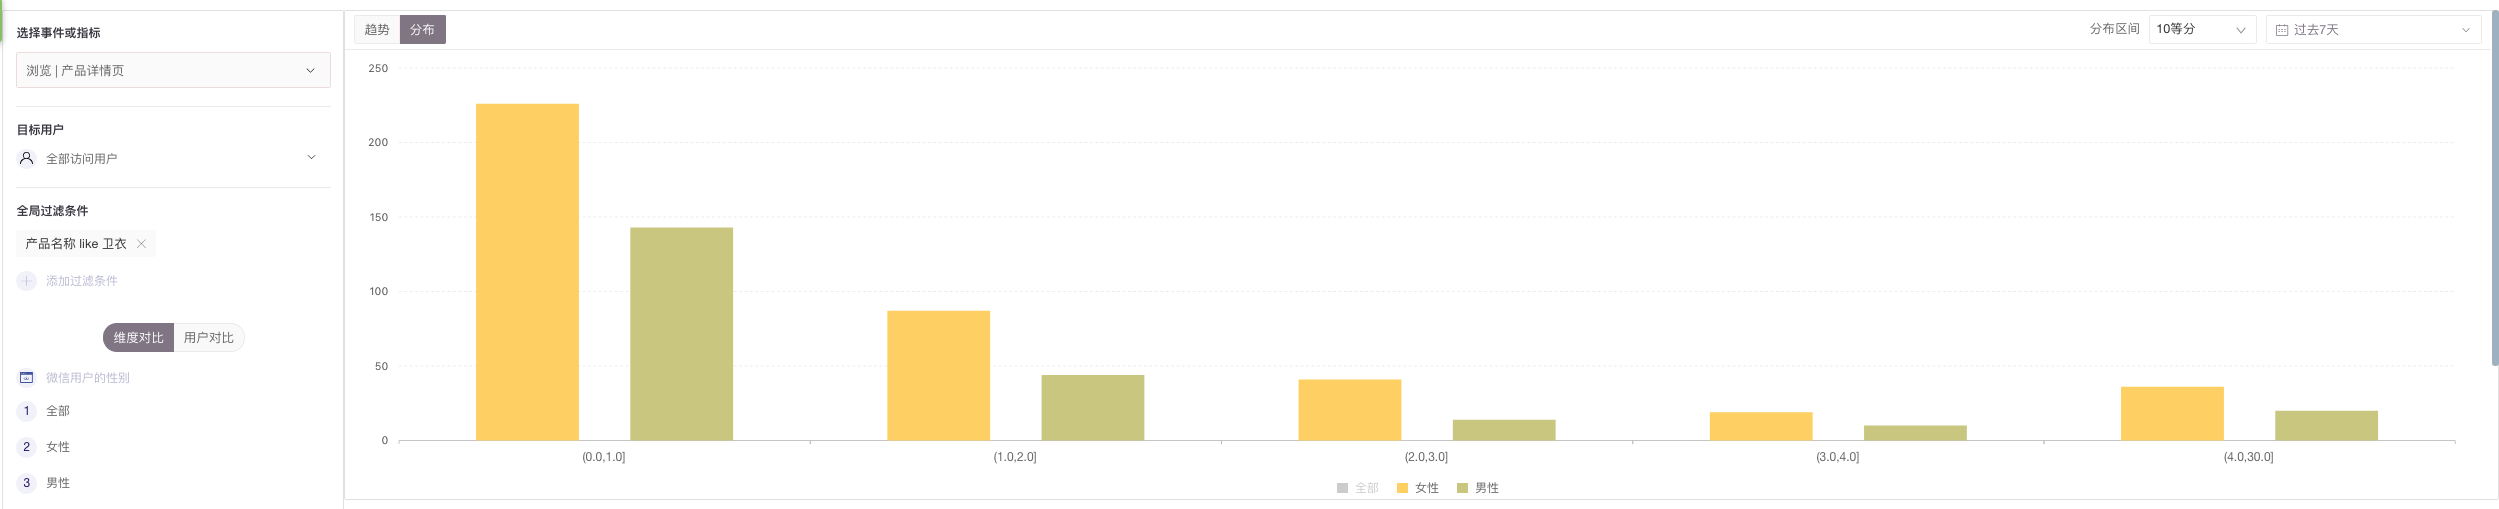 选择事件或指标
浏览 | 产品详情页
目标用户
全部访问用户
全局过滤条件
产品名称 like 卫衣
添加过滤条件
维度对比 用户对比
微信用户的性别
1 全部
2 女性
3 男性
趋势 分布
分布区间 10等分 过去7天
250
200
150
100
50
0
(0.0,1.0] (1.0,2.0] (2.0,3.0] (3.0,4.0] (4.0,30.0]
全部 女性 男性